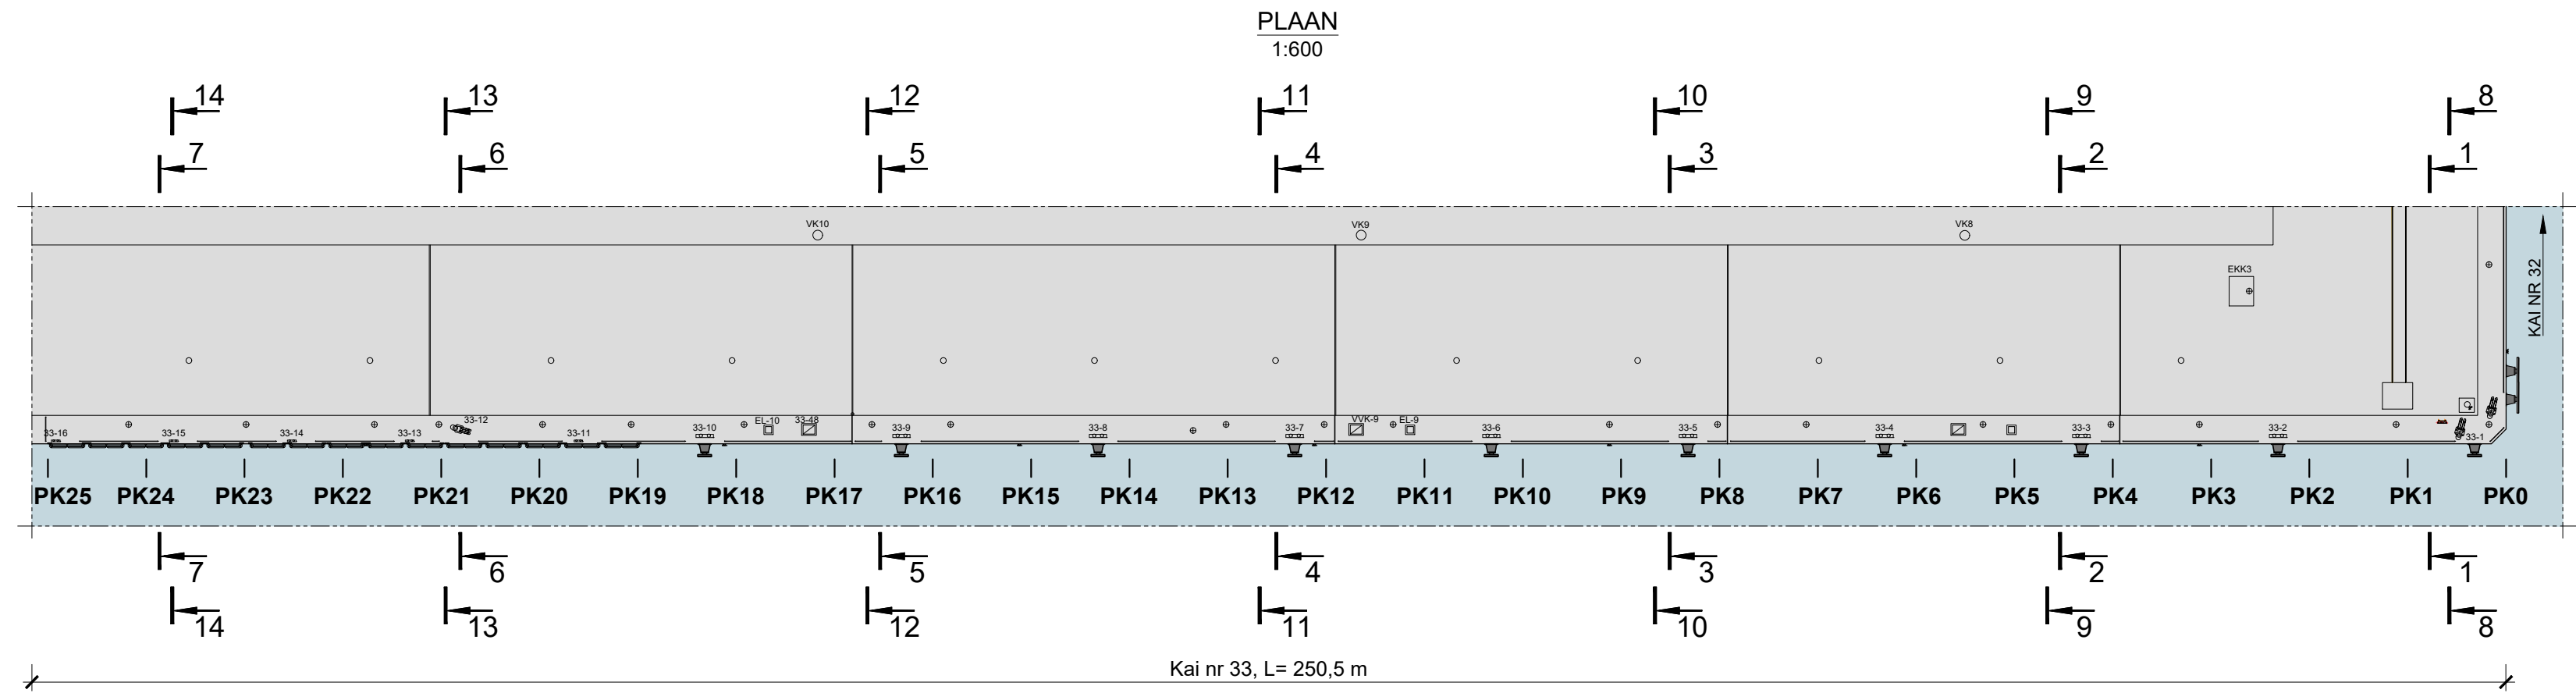 PLAAN
1:600
14 13 12 11 10 9 8
7 6 5 4 3 2 1
VK10 VK9 VK8
EKK3
KAI NR 32
33-16 33-15 33-14 33-13 33-12 33-11 33-10 EL-10 33-48 33-9 33-8 33-7 VVK-9 EL-9 33-6 33-5 33-4 33-3 33-2 33-1
PK25 PK24 PK23 PK22 PK21 PK20 PK19 PK18 PK17 PK16 PK15 PK14 PK13 PK12 PK11 PK10 PK9 PK8 PK7 PK6 PK5 PK4 PK3 PK2 PK1 PK0
7 6 5 4 3 2 1
14 13 12 11 10 9 8
Kai nr 33, L= 250,5 m